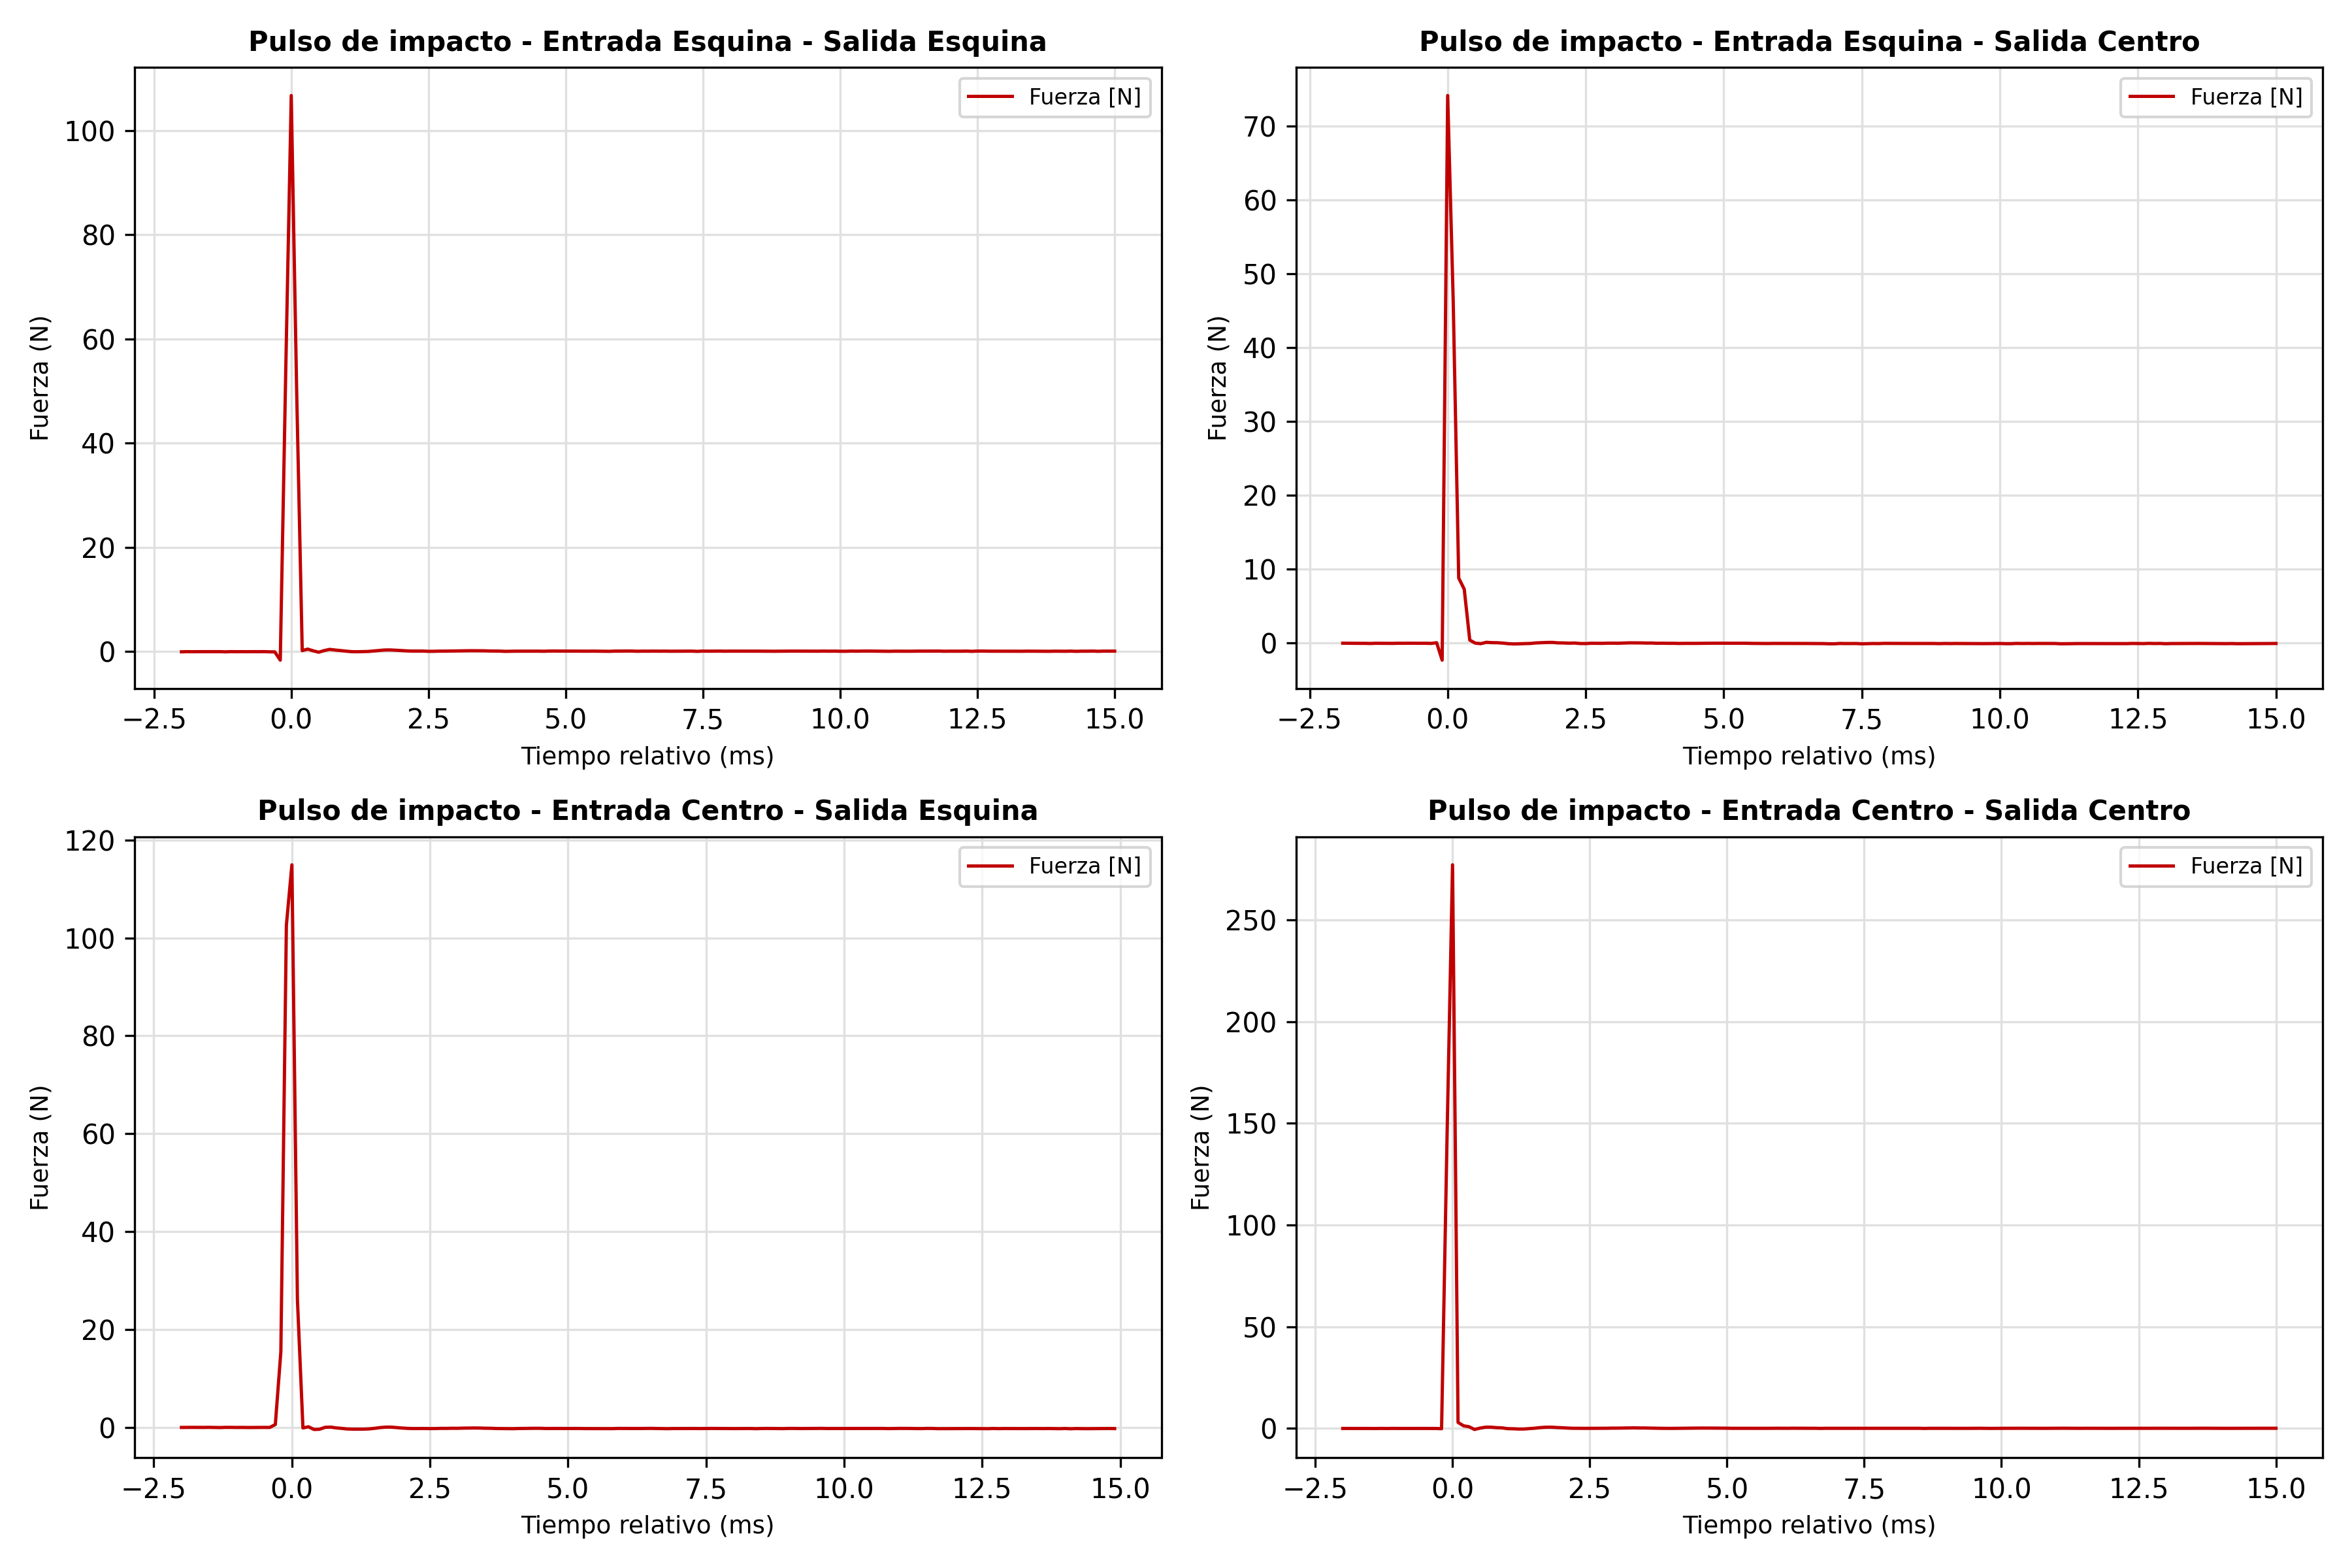 Pulso de impacto - Entrada Esquina - Salida Esquina
Fuerza [N]
100
80
60
40
20
0
Fuerza (N)
−2.5 0.0 2.5 5.0 7.5 10.0 12.5 15.0
Tiempo relativo (ms)
Pulso de impacto - Entrada Esquina - Salida Centro
Fuerza [N]
70
60
50
40
30
20
10
0
Fuerza (N)
−2.5 0.0 2.5 5.0 7.5 10.0 12.5 15.0
Tiempo relativo (ms)
Pulso de impacto - Entrada Centro - Salida Esquina
Fuerza [N]
120
100
80
60
40
20
0
Fuerza (N)
−2.5 0.0 2.5 5.0 7.5 10.0 12.5 15.0
Tiempo relativo (ms)
Pulso de impacto - Entrada Centro - Salida Centro
Fuerza [N]
250
200
150
100
50
0
Fuerza (N)
−2.5 0.0 2.5 5.0 7.5 10.0 12.5 15.0
Tiempo relativo (ms)